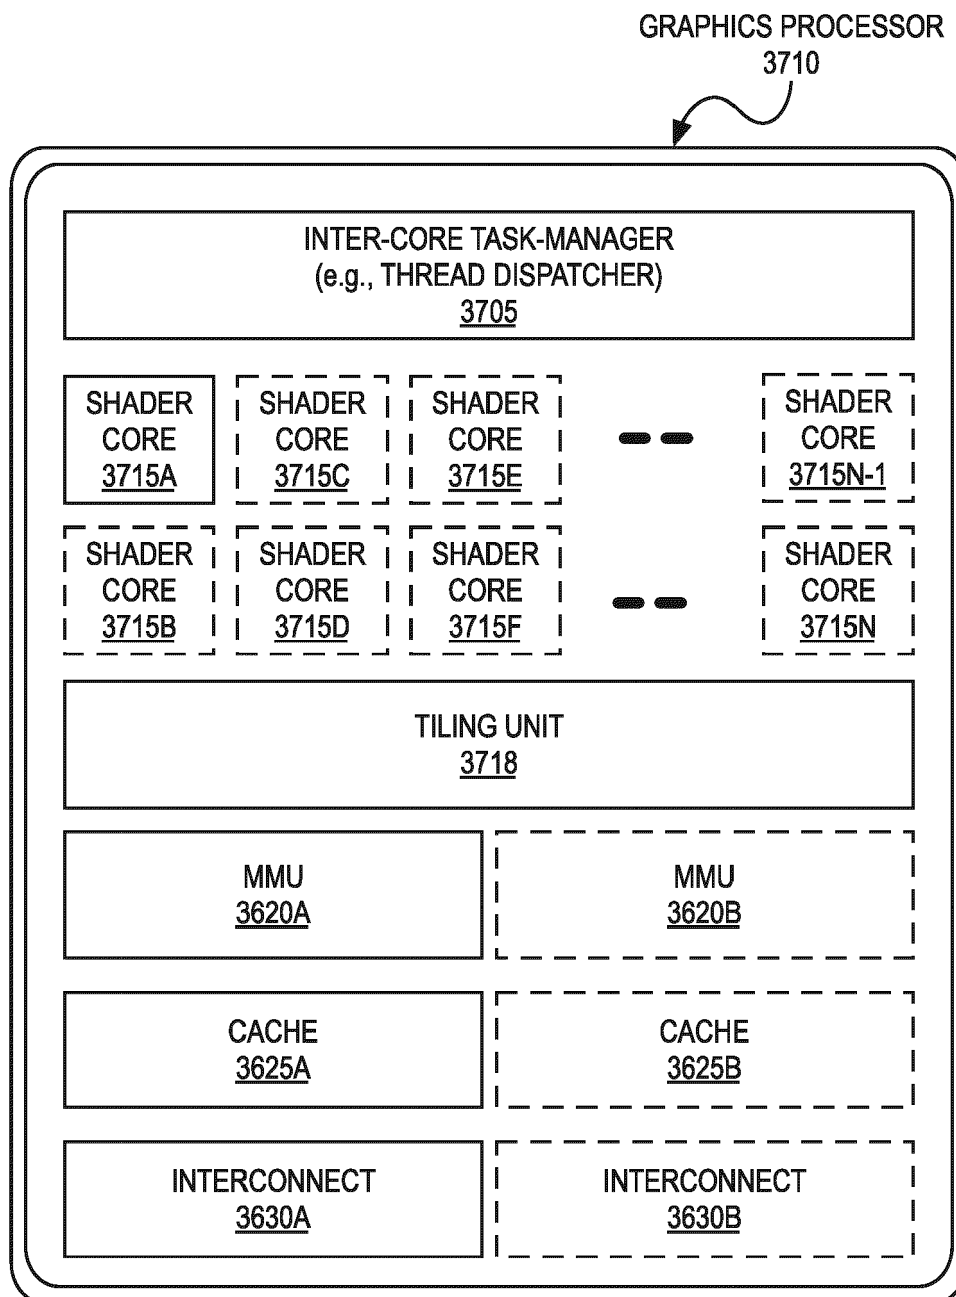 GRAPHICS PROCESSOR
3710
INTER-CORE TASK-MANAGER
(e.g., THREAD DISPATCHER)
3705
SHADER
CORE
3715A
SHADER
CORE
3715C
SHADER
CORE
3715E
SHADER
CORE
3715N-1
SHADER
CORE
3715B
SHADER
CORE
3715D
SHADER
CORE
3715F
SHADER
CORE
3715N
TILING UNIT
3718
MMU
3620A
MMU
3620B
CACHE
3625A
CACHE
3625B
INTERCONNECT
3630A
INTERCONNECT
3630B